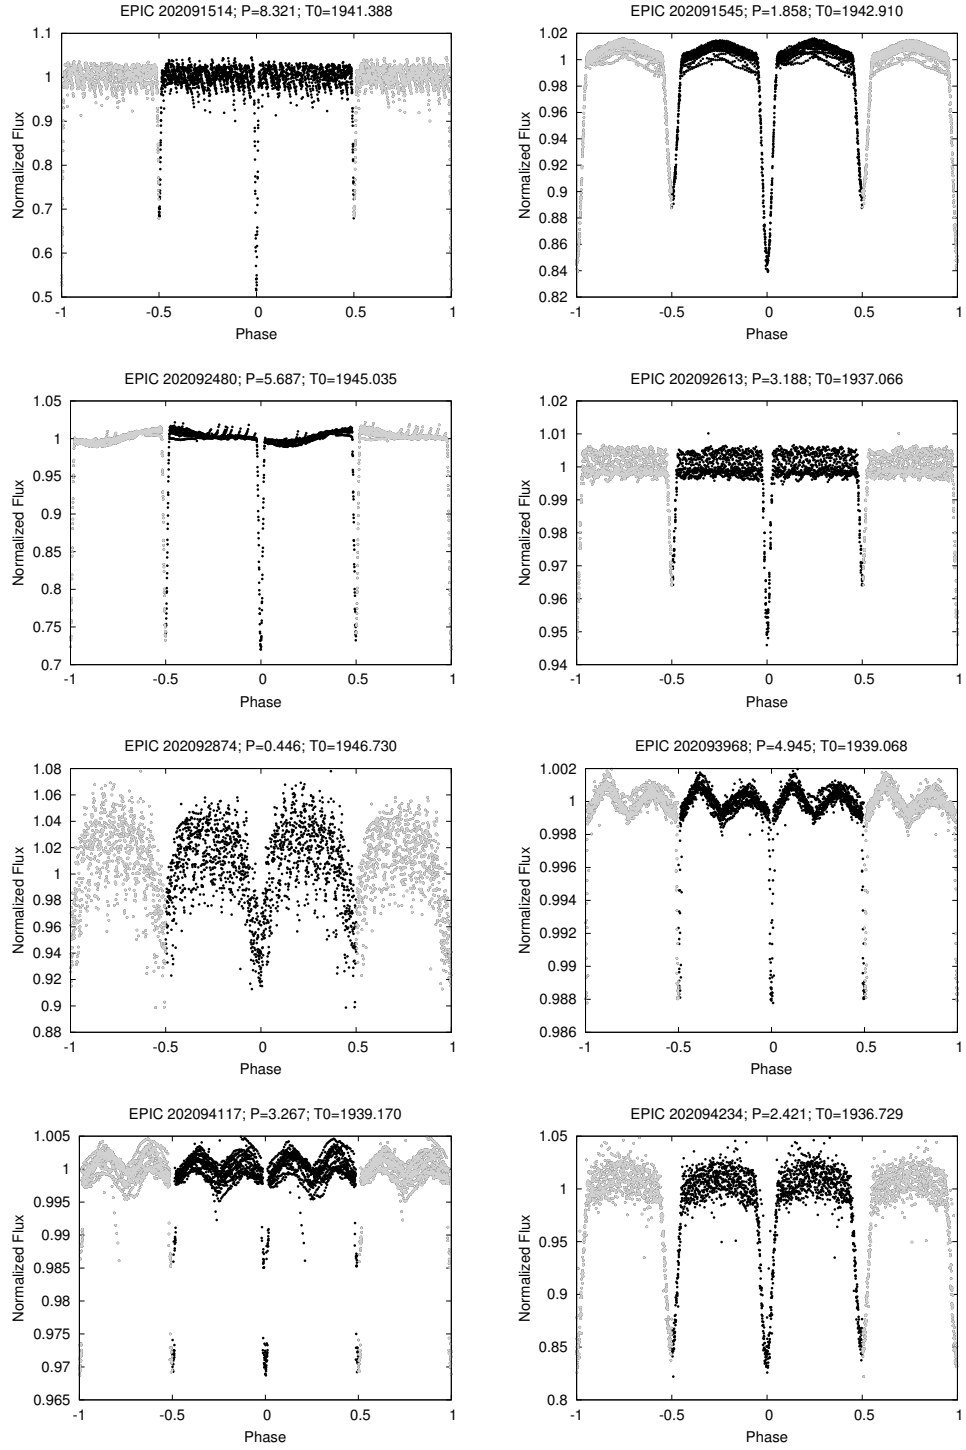 EPIC 202091514; P=8.321; T0=1941.388
1.1
1
0.9
0.8
0.7
0.6
0.5
Normalized Flux
-1 -0.5 0 0.5 1
Phase
EPIC 202091545; P=1.858; T0=1942.910
1.02
1.00
0.98
0.96
0.94
0.92
0.9
0.88
0.86
0.84
0.82
Normalized Flux
-1 -0.5 0 0.5 1
Phase
EPIC 202092480; P=5.687; T0=1945.035
1.05
1
0.95
0.9
0.85
0.8
0.75
0.7
Normalized Flux
-1 -0.5 0 0.5 1
Phase
EPIC 202092613; P=3.188; T0=1937.066
1.02
1.01
1
0.99
0.98
0.97
0.96
0.95
0.94
Normalized Flux
-1 -0.5 0 0.5 1
Phase
EPIC 202092874; P=0.446; T0=1946.730
1.08
1.06
1.04
1.02
1
0.98
0.96
0.94
0.92
0.9
0.88
Normalized Flux
-1 -0.5 0 0.5 1
Phase
EPIC 202093968; P=4.945; T0=1939.068
1.002
1
0.998
0.996
0.994
0.992
0.99
0.988
0.986
Normalized Flux
-1 -0.5 0 0.5 1
Phase
EPIC 202094117; P=3.267; T0=1939.170
1.005
1
0.995
0.99
0.985
0.98
0.975
0.97
0.965
Normalized Flux
-1 -0.5 0 0.5 1
Phase
EPIC 202094234; P=2.421; T0=1936.729
1.05
1
0.95
0.9
0.85
0.8
Normalized Flux
-1 -0.5 0 0.5 1
Phase